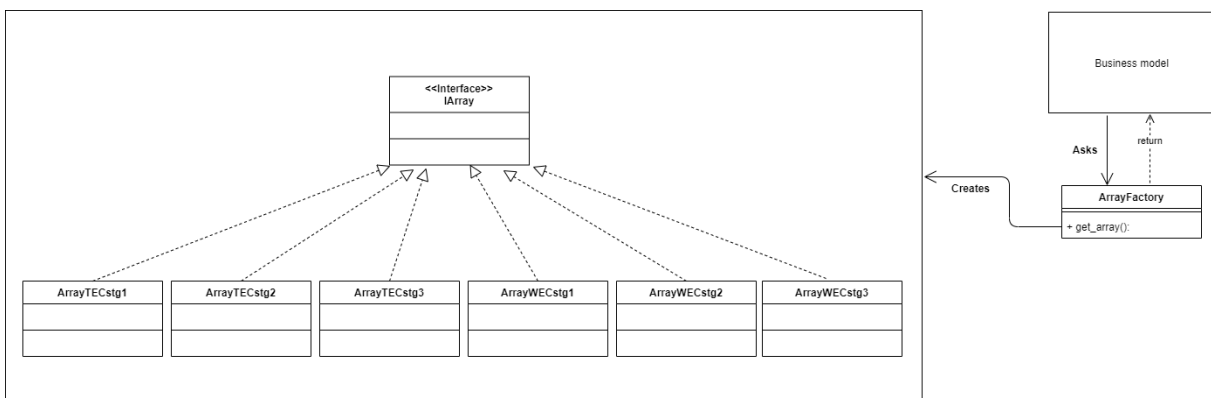 Business model
<<Interface>>
IArray
Asks
return
Creates
ArrayFactory
+ get_array():
ArrayTECstg1
ArrayTECstg2
ArrayTECstg3
ArrayWECstg1
ArrayWECstg2
ArrayWECstg3